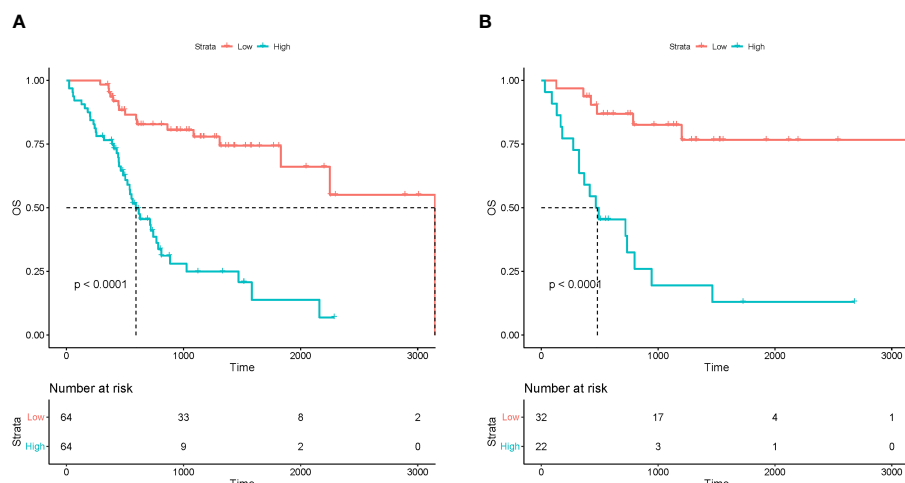 A
Strata Low High
1.00
0.75
0.50
0.25
0.00
OS
p < 0.0001
0 1000 2000 3000
Time
Number at risk
Strata
Low 64 33 8 2
High 64 9 2 0
0 1000 2000 3000
Time
B
Strata Low High
1.00
0.75
0.50
0.25
0.00
OS
p < 0.0001
0 1000 2000 3000
Time
Number at risk
Strata
Low 32 17 4 1
High 22 3 1 0
0 1000 2000 3000
Time